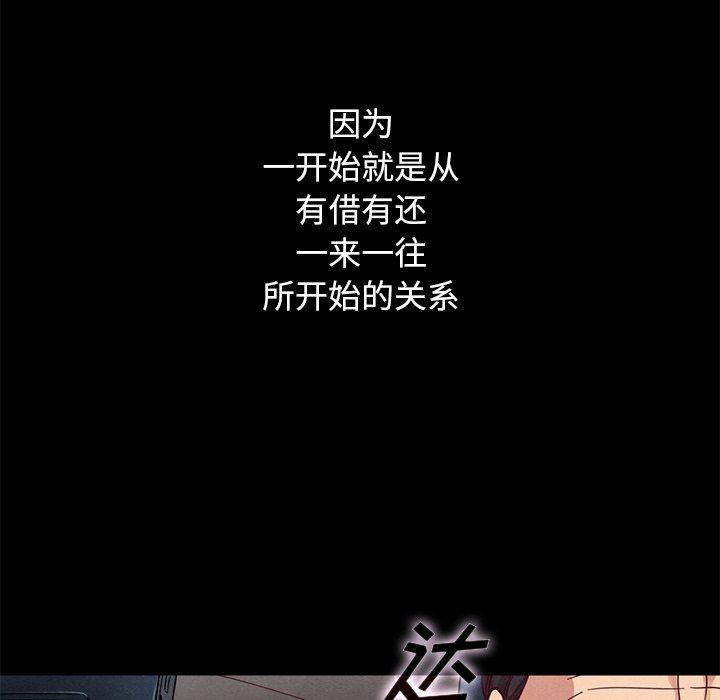 因为
一开始就是从
有借有还
一来一往
所开始的关系
达